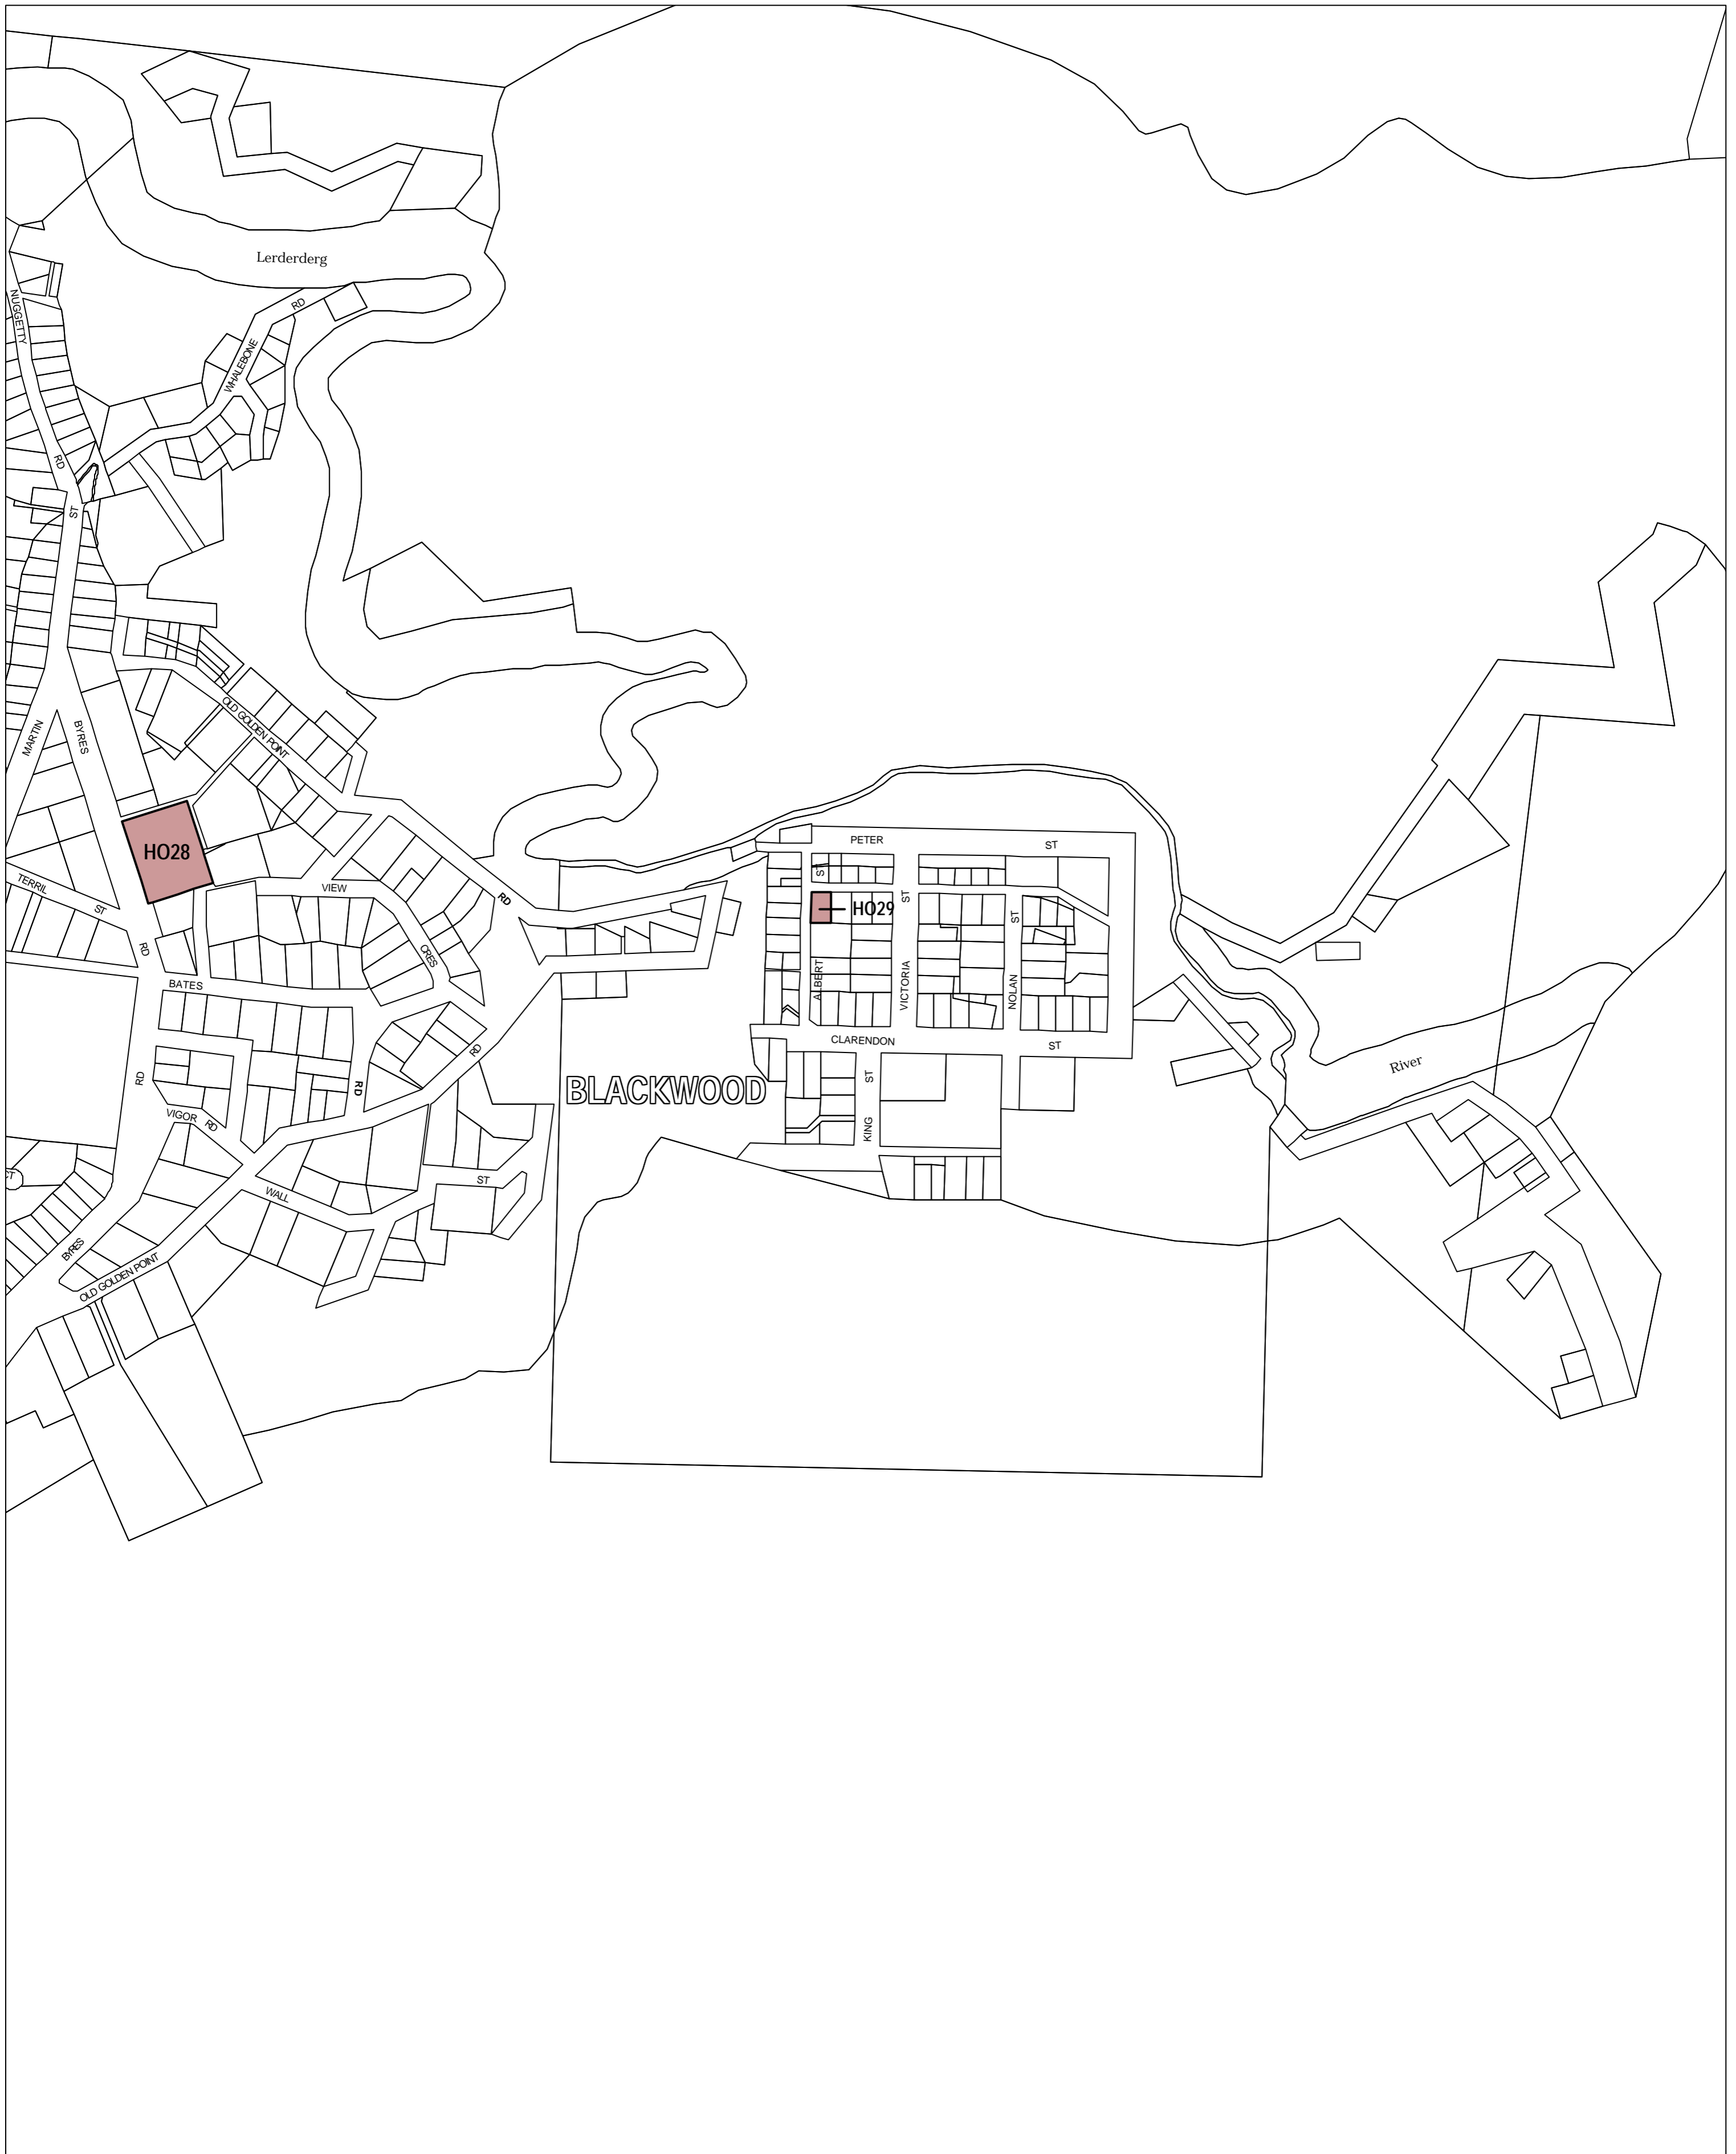 Lerderderg
NUGGETTY
RD
WHALEBONE
RD
ST
OLD GOLDEN POINT
MARTIN
BYRES
HO28
PETER
ST
VIEW
TERRIL
ST
RD
ST
ST
HO29
ST
RD
CRES
BATES
ALBERT
VICTORIA
NOLAN
CLARENDON
ST
RD
River
RD
RD
BLACKWOOD
ST
KING
VIGOR
RD
CT
ST
WALL
BYRES
OLD GOLDEN POINT